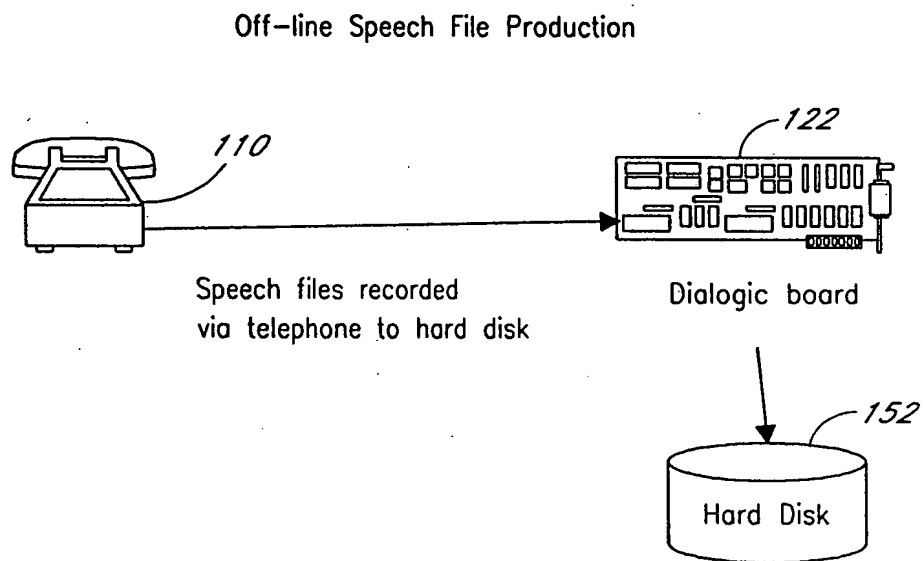 Off-line Speech File Production
110
122
Speech files recorded
via telephone to hard disk
Dialogic board
152
Hard Disk